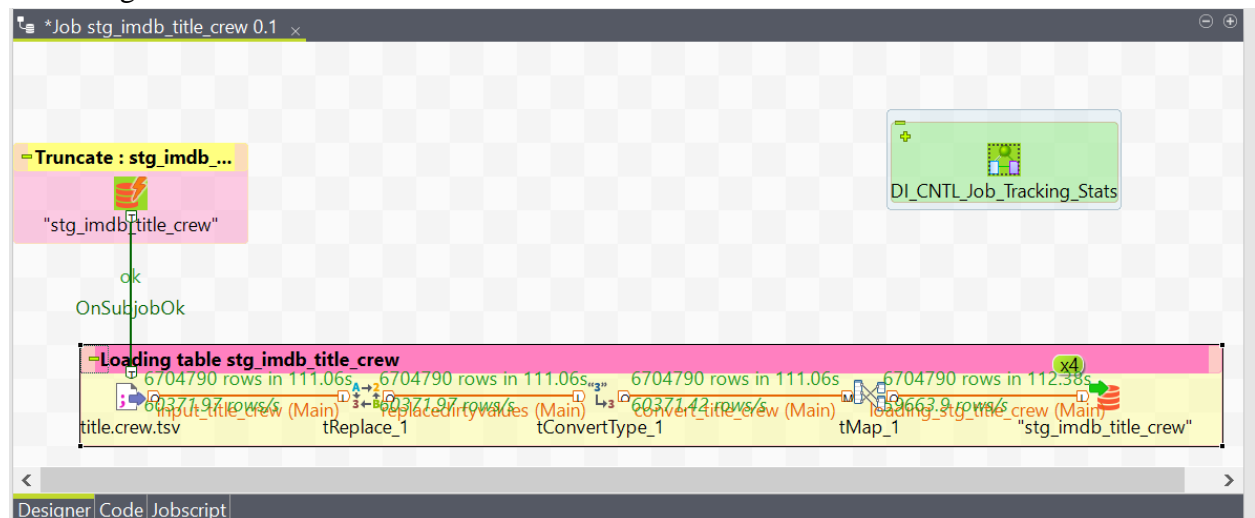 *Job stg_imdb_title_crew 0.1
Truncate : stg_imdb_...
"stg_imdb_title_crew"
DI_CNTL_Job_Tracking_Stats
ok
OnSubjobOk
Loading table stg_imdb_title_crew
x4
6704790 rows in 111.06s
6704790 rows in 111.06s
6704790 rows in 111.06s
6704790 rows in 112.38s
60371.97 rows/s
60371.97 rows/s
60371.42 rows/s
59663.9 rows/s
input_title_crew (Main)
replacedirtyvalues (Main)
convert_title_crew (Main)
loading_stg_title_crew (Main)
title.crew.tsv
tReplace_1
tConvertType_1
tMap_1
"stg_imdb_title_crew"
Designer
Code
Jobscript